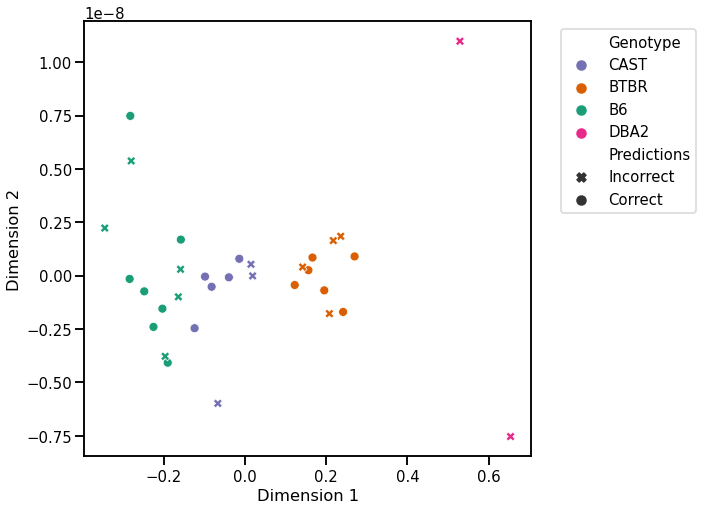 1e−8
1.00
0.75
0.50
0.25
0.00
−0.25
−0.50
−0.75
Dimension 2
−0.2
0.0
0.2
0.4
0.6
Dimension 1
Genotype
CAST
BTBR
B6
DBA2
Predictions
Incorrect
Correct